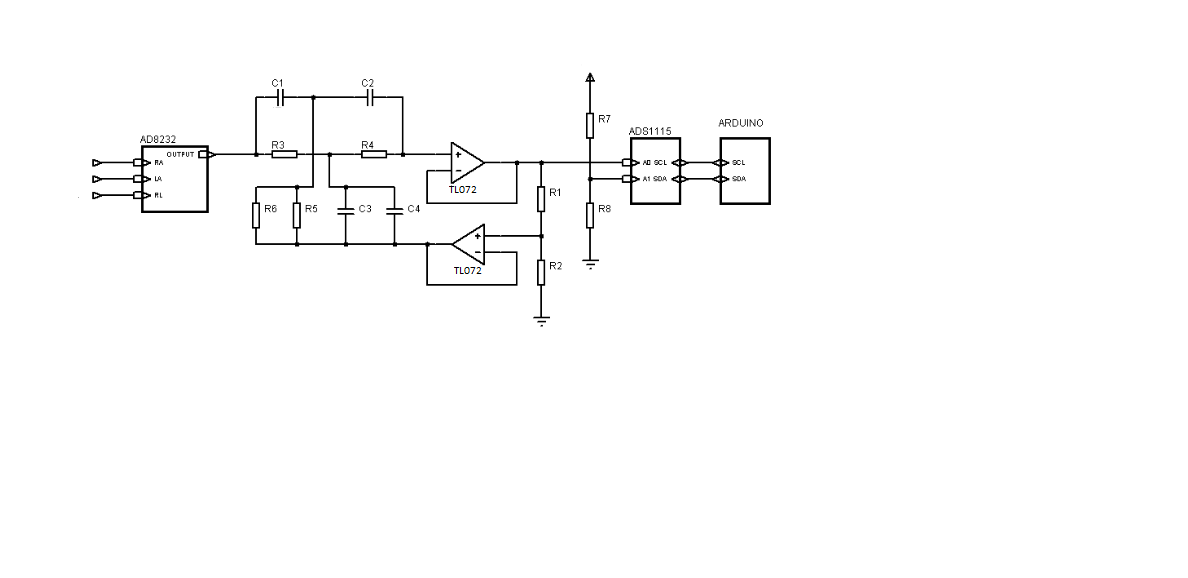 C1
C2
R7
ARDUINO
ADS1115
AD8232
R3
R4
OUTPUT
RA
LA
RL
A0 SCL
A1 SDA
SCL
SDA
TL072
R1
R6
R5
C3
C4
R8
TL072
R2